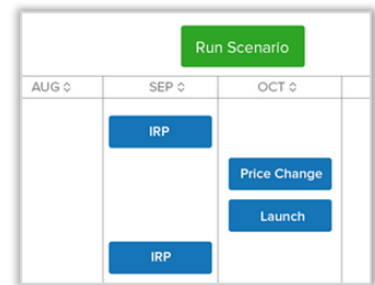 Run Scenario
AUG SEP OCT
IRP
Price Change
Launch
IRP